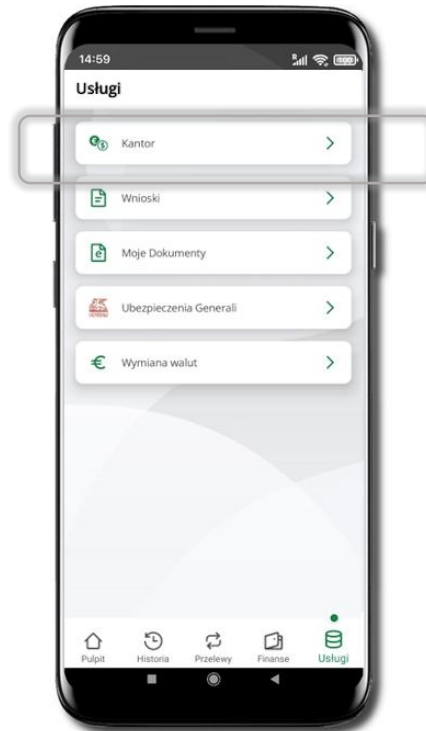 14:59
Usługi
Kantor
Wnioski
Moje Dokumenty
Ubezpieczenia Generali
Wymiana walut
Pulpit Historia Przelewy Finanse Usługi